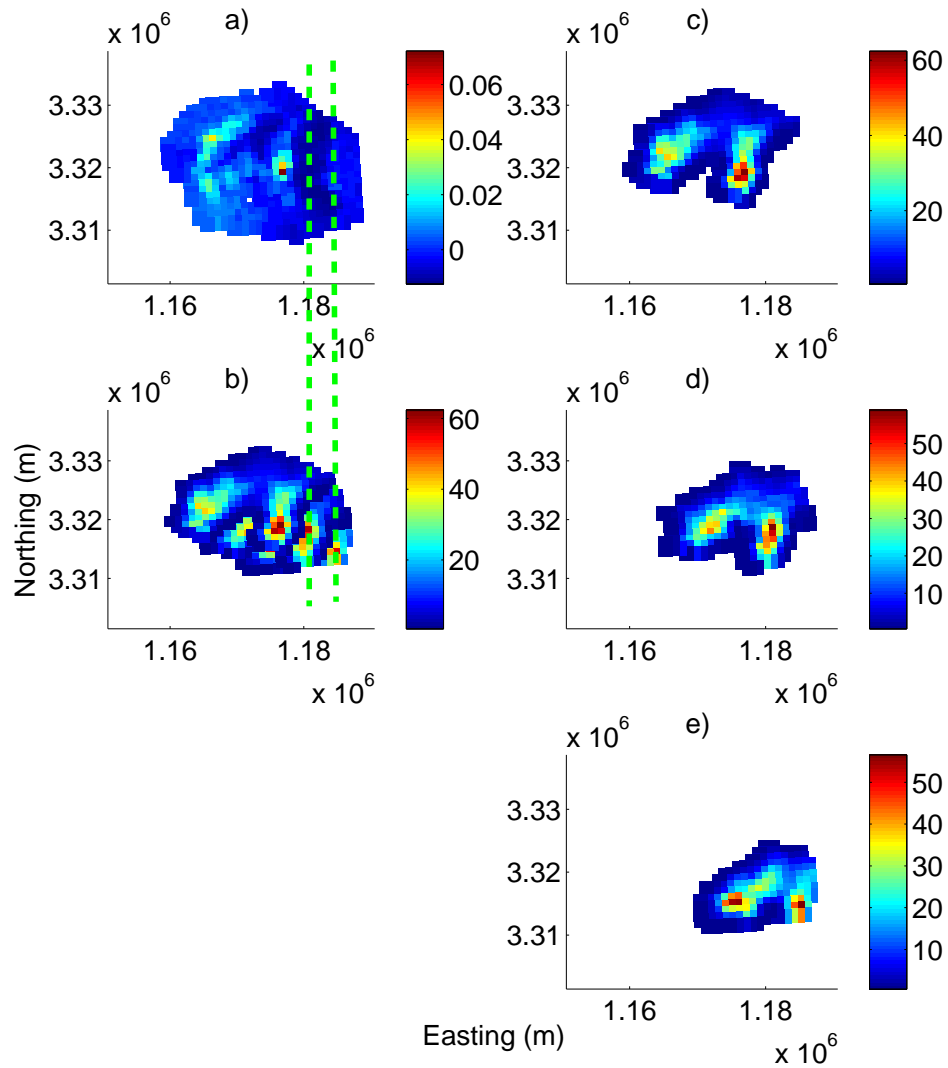 a)
x 10^6
3.33
3.32
3.31
1.16
1.18
x 10^6
0.06
0.04
0.02
0
c)
x 10^6
3.33
3.32
3.31
1.16
1.18
x 10^6
60
40
20
b)
x 10^6
3.33
3.32
3.31
1.16
1.18
x 10^6
60
40
20
Northing (m)
d)
x 10^6
3.33
3.32
3.31
1.16
1.18
x 10^6
50
40
30
20
10
e)
x 10^6
3.33
3.32
3.31
1.16
1.18
x 10^6
50
40
30
20
10
Easting (m)